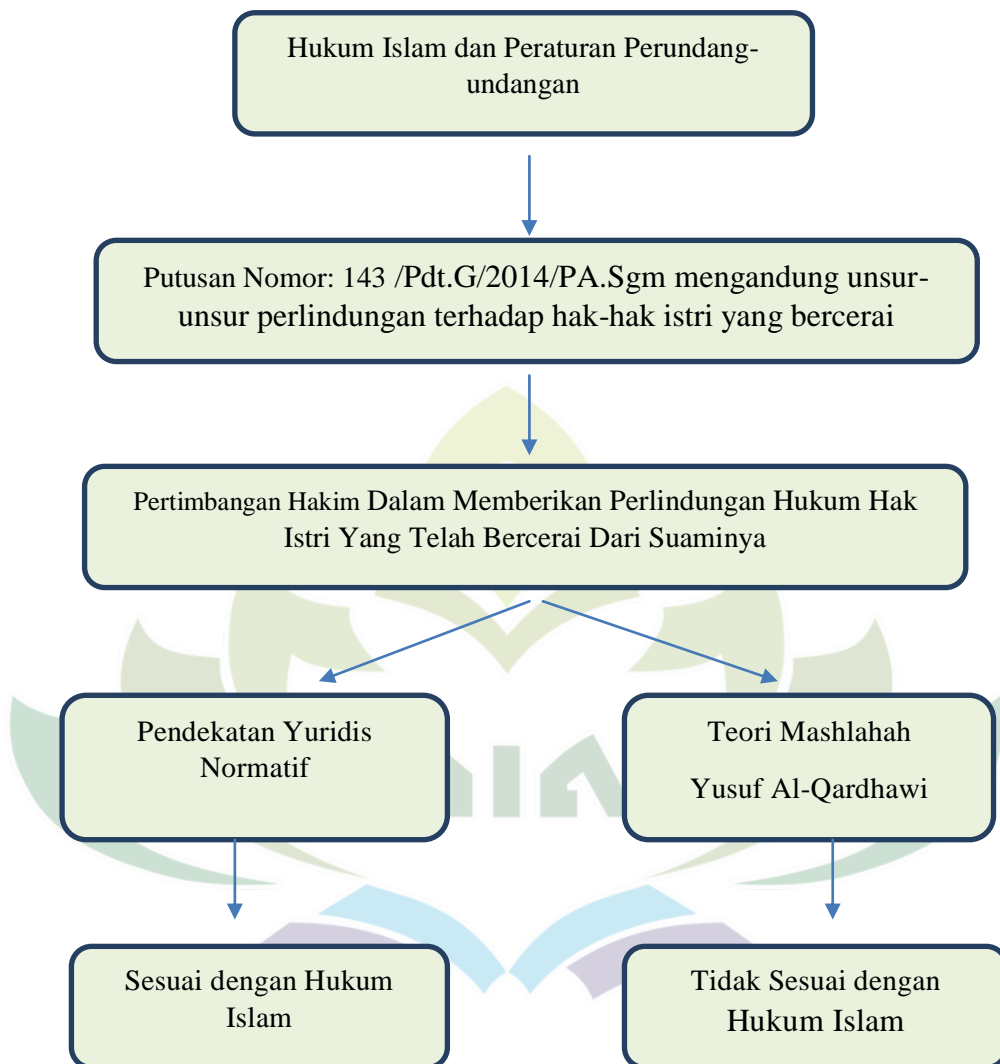 Hukum Islam dan Peraturan Perundang-
undangan
Putusan Nomor: 143 /Pdt.G/2014/PA.Sgm mengandung unsur-
unsur perlindungan terhadap hak-hak istri yang bercerai
Pertimbangan Hakim Dalam Memberikan Perlindungan Hukum Hak
Istri Yang Telah Bercerai Dari Suaminya
Pendekatan Yuridis
Normatif
Teori Mashlahah
Yusuf Al-Qardhawi
Sesuai dengan Hukum
Islam
Tidak Sesuai dengan
Hukum Islam